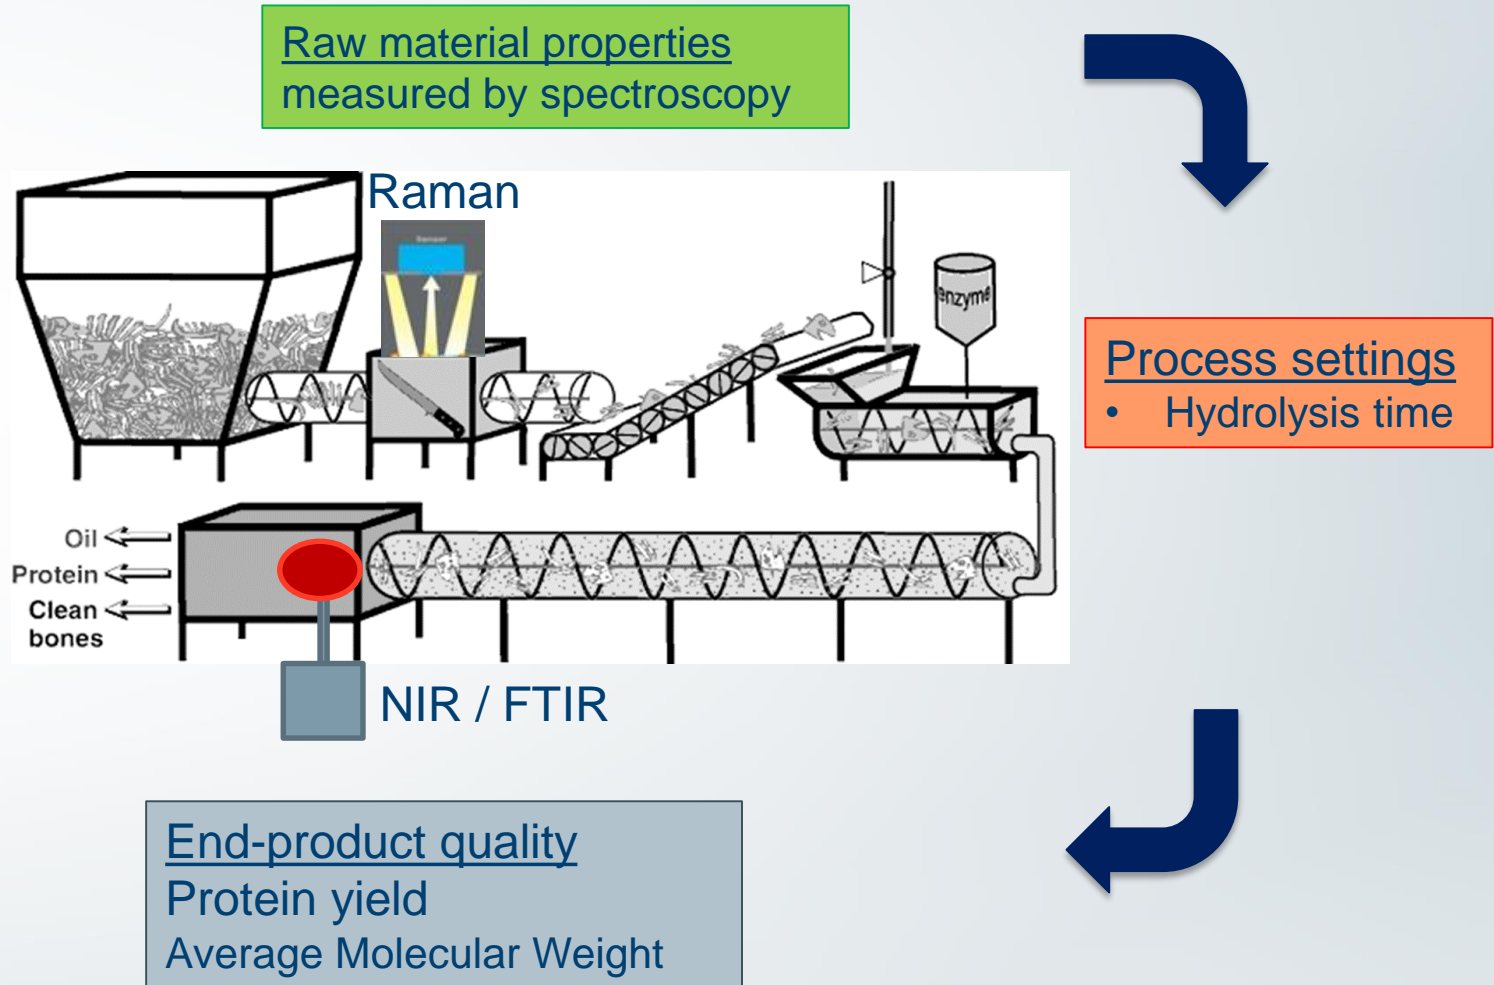 Raw material properties
measured by spectroscopy
Raman
Sensor
enzyme
Process settings
• Hydrolysis time
Oil
Protein
Clean
bones
NIR / FTIR
End-product quality
Protein yield
Average Molecular Weight